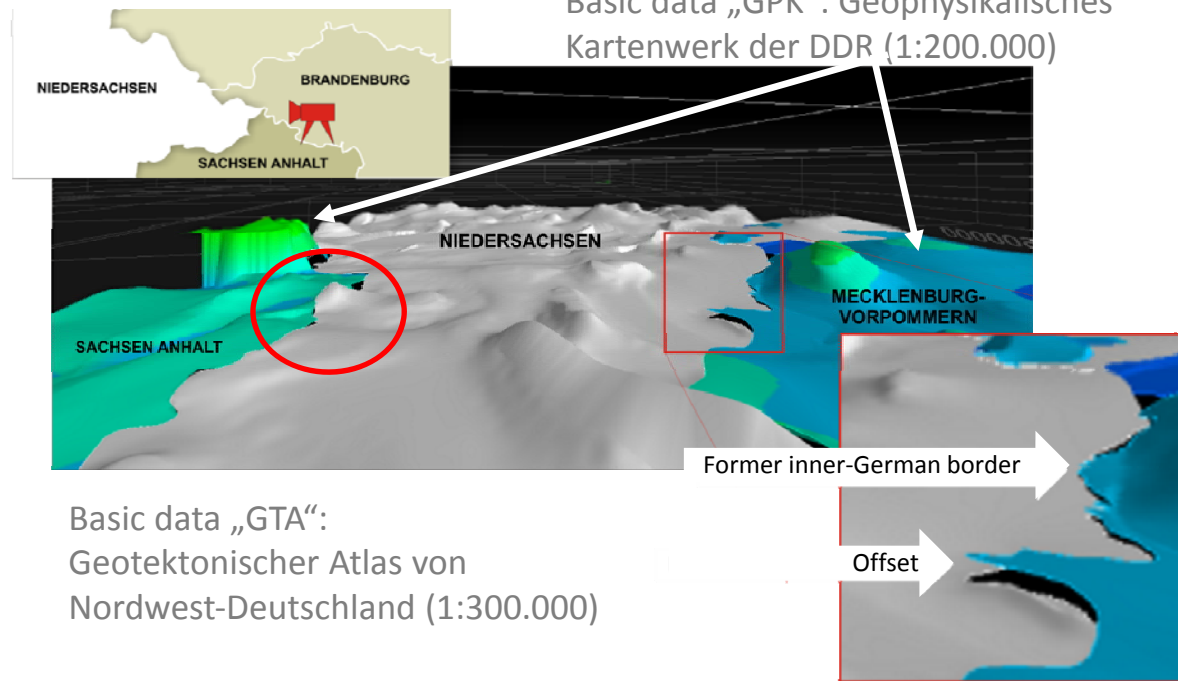 Basic data „GPK“: Geophysikalisches
Kartenwerk der DDR (1:200.000)
NIEDERSACHSEN
BRANDENBURG
SACHSEN ANHALT
NIEDERSACHSEN
MECKLENBURG-
VORPOMMERN
SACHSEN ANHALT
Former inner-German border
Offset
Basic data „GTA“:
Geotektonischer Atlas von
Nordwest-Deutschland (1:300.000)